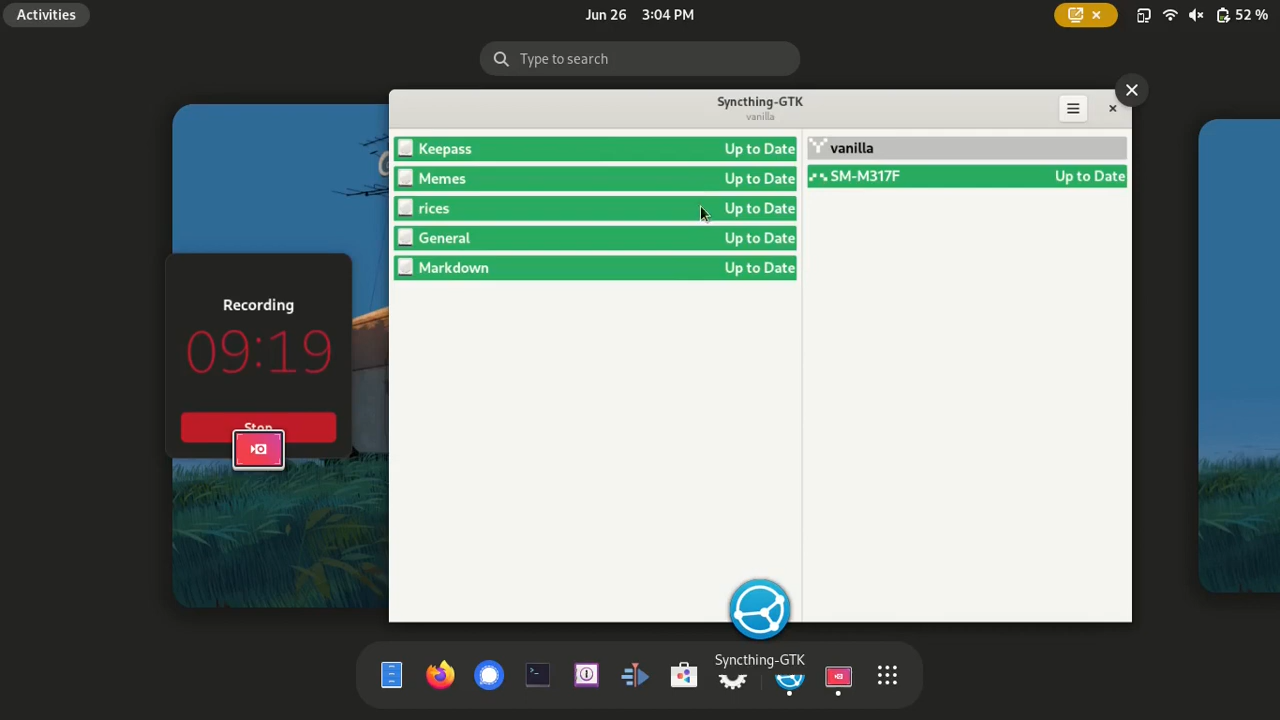 Activities
Jun 26 3:04 PM
52 %
Type to search
Syncthing-GTK
vanilla
Keepass Up to Date
Memes Up to Date
rices Up to Date
General Up to Date
Markdown Up to Date
vanilla
SM-M317F Up to Date
Recording
09:19
Stop
Syncthing-GTK